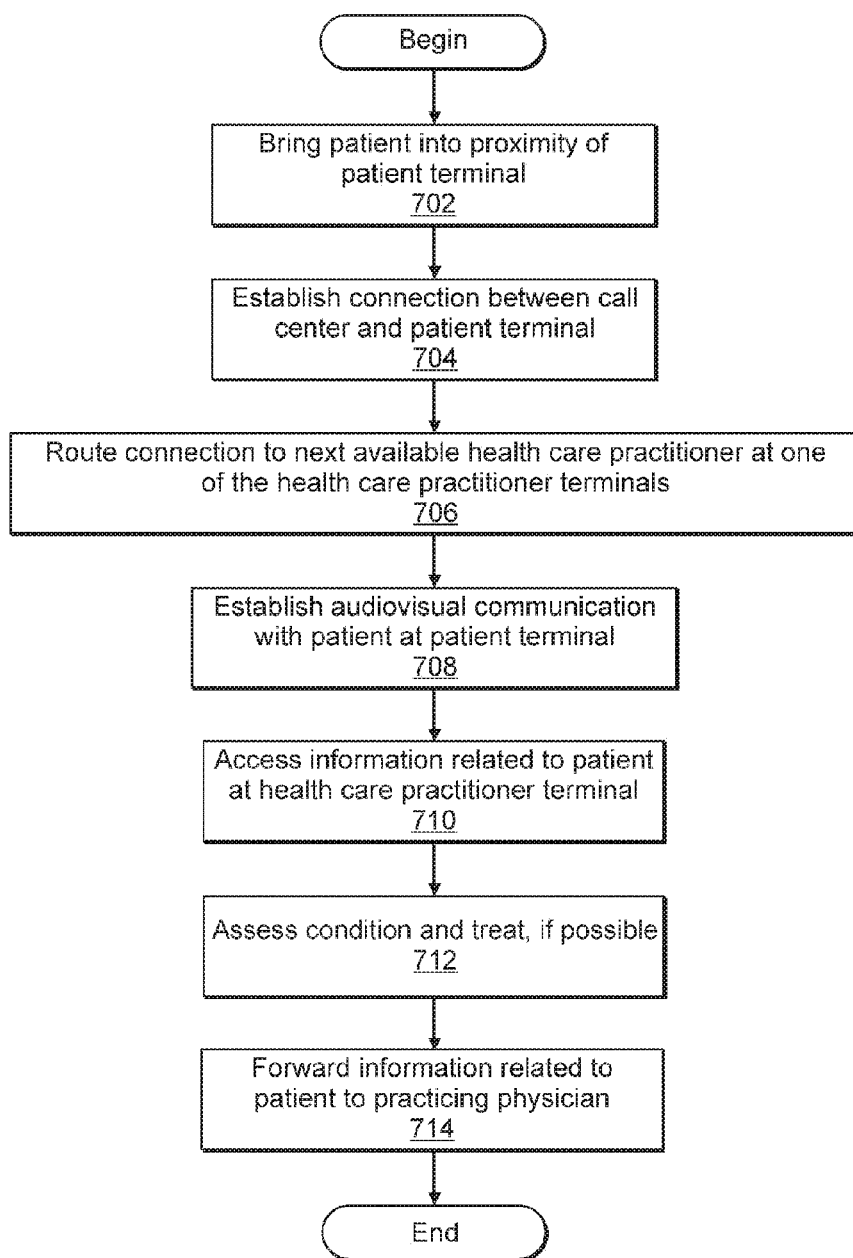 Begin
Bring patient into proximity of
patient terminal
702
Establish connection between call
center and patient terminal
704
Route connection to next available health care practitioner at one
of the health care practitioner terminals
706
Establish audiovisual communication
with patient at patient terminal
708
Access information related to patient
at health care practitioner terminal
710
Assess condition and treat, if possible
712
Forward information related to
patient to practicing physician
714
End